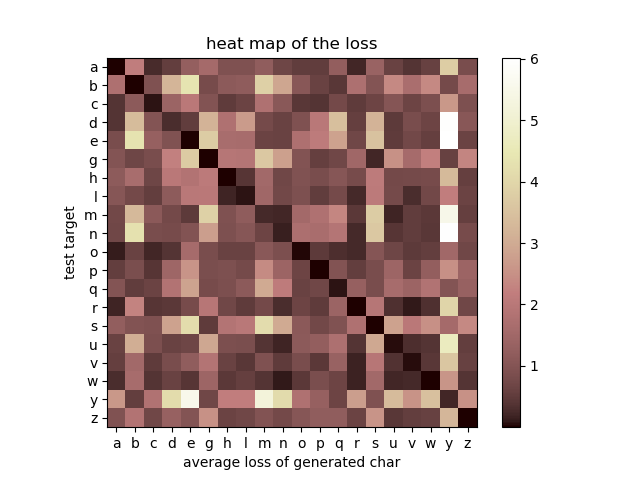 heat map of the loss
a
b
c
d
e
g
h
l
m
n
o
p
q
r
s
u
v
w
y
z
test target
a b c d e g h l m n o p q r s u v w y z
average loss of generated char
6
5
4
3
2
1